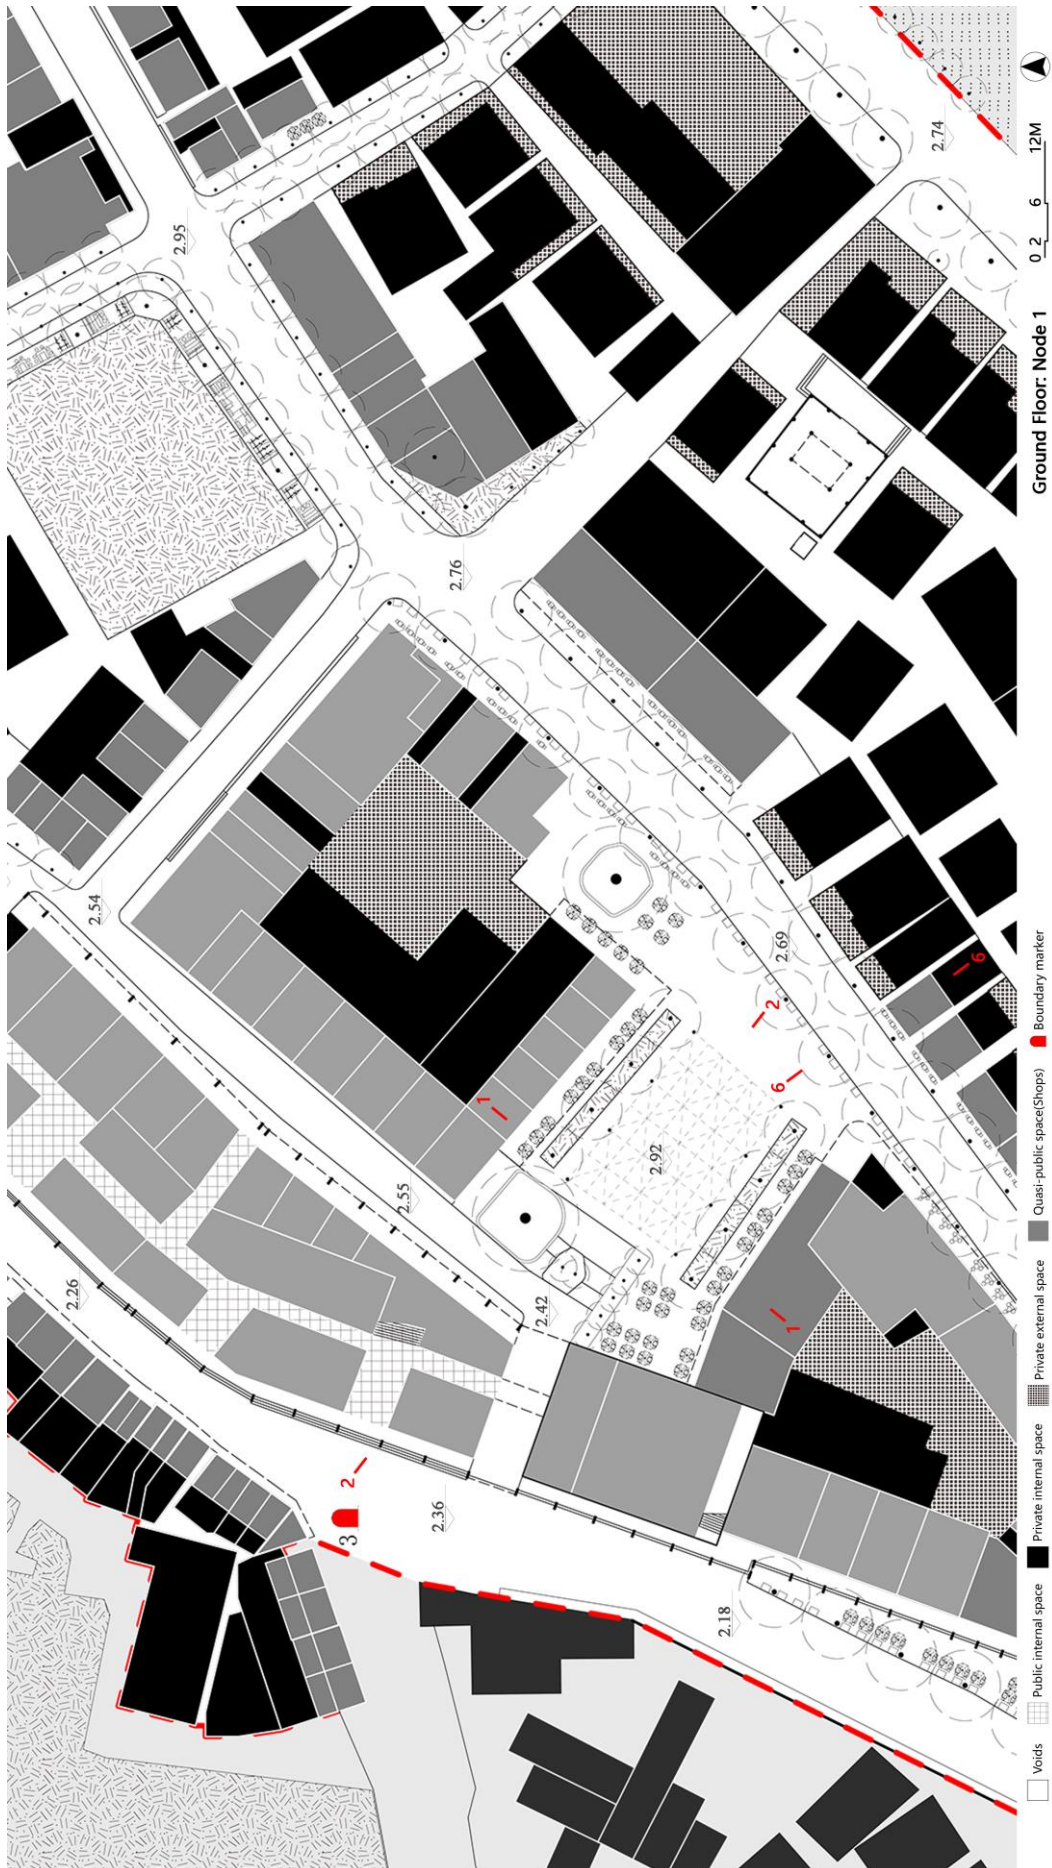 Ground Floor: Node 1
0 2 6 12M
Voids
Public internal space
Private internal space
Private external space
Quasi-public space(Shops)
Boundary marker
2.26
2.54
2.95
2.55
2.42
2.76
2.36
3
2
1
2.92
2.18
1
6
2
2.69
6
2.74